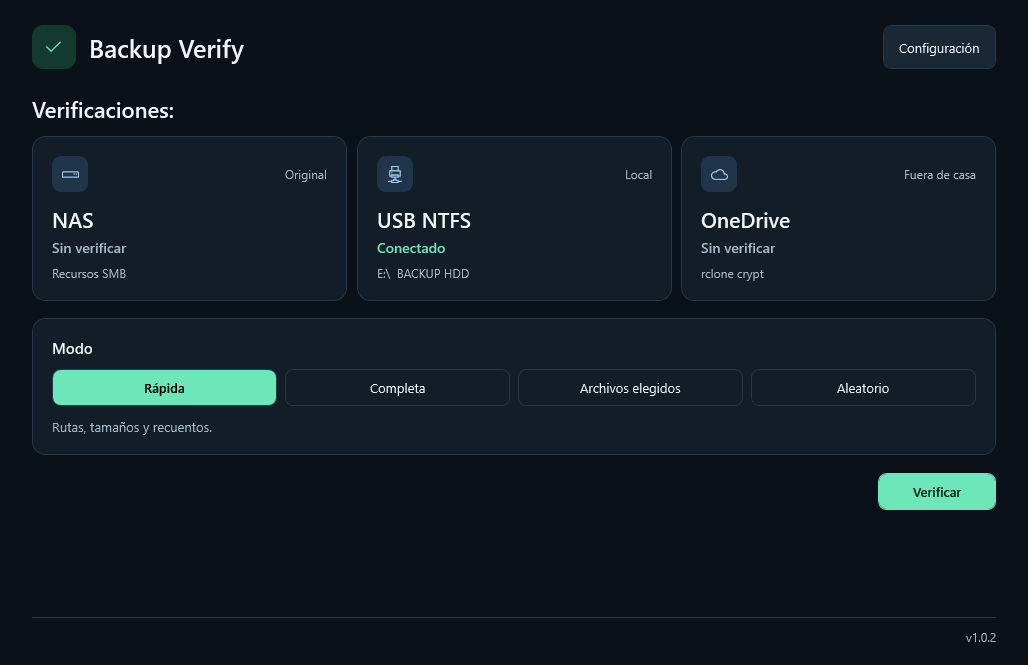 Backup Verify
Configuración
Verificaciones:
Original
NAS
Sin verificar
Recursos SMB
Local
USB NTFS
Conectado
E:\ BACKUP HDD
Fuera de casa
OneDrive
Sin verificar
rclone crypt
Modo
Rápida
Completa
Archivos elegidos
Aleatorio
Rutas, tamaños y recuentos.
Verificar
v1.0.2